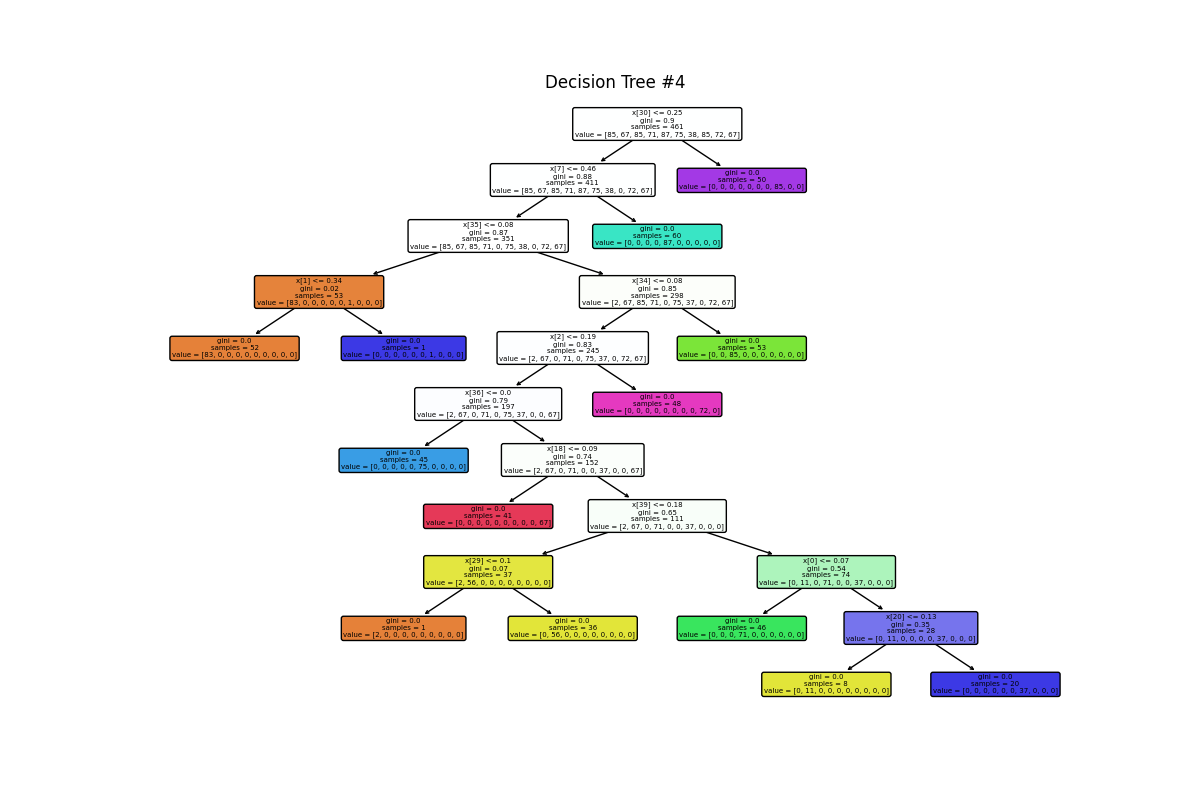 Decision Tree #4
x[30] <= 0.25
gini = 0.9
samples = 461
value = [85, 67, 85, 71, 87, 75, 38, 85, 72, 67]
x[7] <= 0.46
gini = 0.88
samples = 411
value = [85, 67, 85, 71, 87, 75, 38, 0, 72, 67]
gini = 0.0
samples = 50
value = [0, 0, 0, 0, 0, 0, 0, 85, 0, 0]
x[35] <= 0.08
gini = 0.87
samples = 351
value = [85, 67, 85, 71, 0, 75, 38, 0, 72, 67]
gini = 0.0
samples = 60
value = [0, 0, 0, 0, 87, 0, 0, 0, 0, 0]
x[1] <= 0.34
gini = 0.02
samples = 53
value = [83, 0, 0, 0, 0, 0, 1, 0, 0, 0]
x[34] <= 0.08
gini = 0.85
samples = 298
value = [2, 67, 85, 71, 0, 75, 37, 0, 72, 67]
gini = 0.0
samples = 52
value = [83, 0, 0, 0, 0, 0, 0, 0, 0, 0]
gini = 0.0
samples = 1
value = [0, 0, 0, 0, 0, 0, 1, 0, 0, 0]
x[2] <= 0.19
gini = 0.83
samples = 245
value = [2, 67, 0, 71, 0, 75, 37, 0, 72, 67]
gini = 0.0
samples = 53
value = [0, 0, 85, 0, 0, 0, 0, 0, 0, 0]
x[36] <= 0.0
gini = 0.79
samples = 197
value = [2, 67, 0, 71, 0, 75, 37, 0, 0, 67]
gini = 0.0
samples = 48
value = [0, 0, 0, 0, 0, 0, 0, 0, 72, 0]
gini = 0.0
samples = 45
value = [0, 0, 0, 0, 0, 75, 0, 0, 0, 0]
x[18] <= 0.09
gini = 0.74
samples = 152
value = [2, 67, 0, 71, 0, 0, 37, 0, 0, 67]
gini = 0.0
samples = 41
value = [0, 0, 0, 0, 0, 0, 0, 0, 0, 67]
x[39] <= 0.18
gini = 0.65
samples = 111
value = [2, 67, 0, 71, 0, 0, 37, 0, 0, 0]
x[29] <= 0.1
gini = 0.07
samples = 37
value = [2, 56, 0, 0, 0, 0, 0, 0, 0, 0]
x[0] <= 0.07
gini = 0.54
samples = 74
value = [0, 11, 0, 71, 0, 0, 37, 0, 0, 0]
gini = 0.0
samples = 1
value = [2, 0, 0, 0, 0, 0, 0, 0, 0, 0]
gini = 0.0
samples = 36
value = [0, 56, 0, 0, 0, 0, 0, 0, 0, 0]
gini = 0.0
samples = 46
value = [0, 0, 0, 71, 0, 0, 0, 0, 0, 0]
x[20] <= 0.13
gini = 0.35
samples = 28
value = [0, 11, 0, 0, 0, 0, 37, 0, 0, 0]
gini = 0.0
samples = 8
value = [0, 11, 0, 0, 0, 0, 0, 0, 0, 0]
gini = 0.0
samples = 20
value = [0, 0, 0, 0, 0, 0, 37, 0, 0, 0]